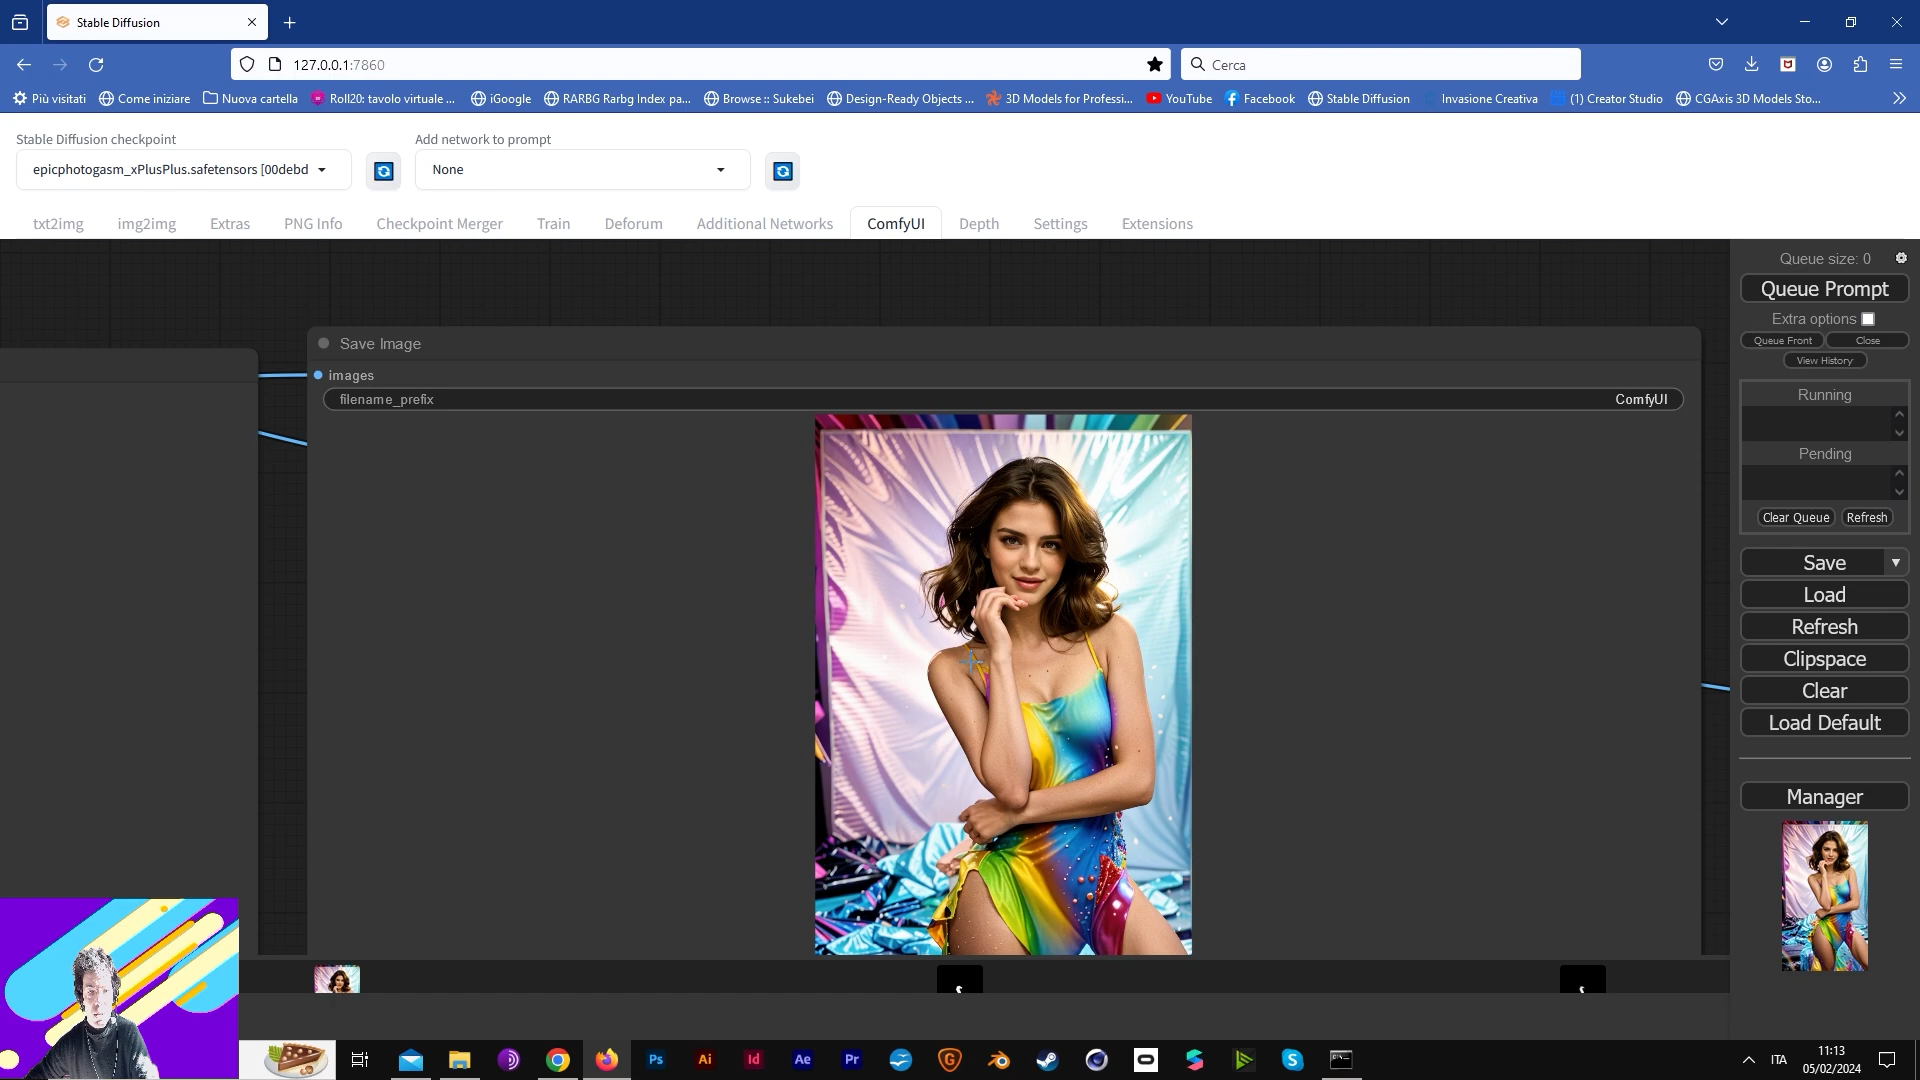 Stable Diffusion
127.0.0.1:7860
Cerca
Più visitati
Come iniziare
Nuova cartella
Roll20: tavolo virtuale ...
iGoogle
RARBG Rarbg Index pa...
Browse :: Sukebei
Design-Ready Objects ...
3D Models for Professi...
YouTube
Facebook
Stable Diffusion
Invasione Creativa
(1) Creator Studio
CGAxis 3D Models Sto...
Stable Diffusion checkpoint
Add network to prompt
epicphotogasm_xPlusPlus.safetensors [00debd
None
txt2img
img2img
Extras
PNG Info
Checkpoint Merger
Train
Deforum
Additional Networks
ComfyUI
Depth
Settings
Extensions
Queue size: 0
Queue Prompt
Extra options
Queue Front
Close
View History
Running
Pending
Clear Queue
Refresh
Save
Load
Refresh
Clipspace
Clear
Load Default
Manager
Save Image
images
filename_prefix
ComfyUI
Ps
Ai
Id
Ae
Pr
ITA
11:13
05/02/2024